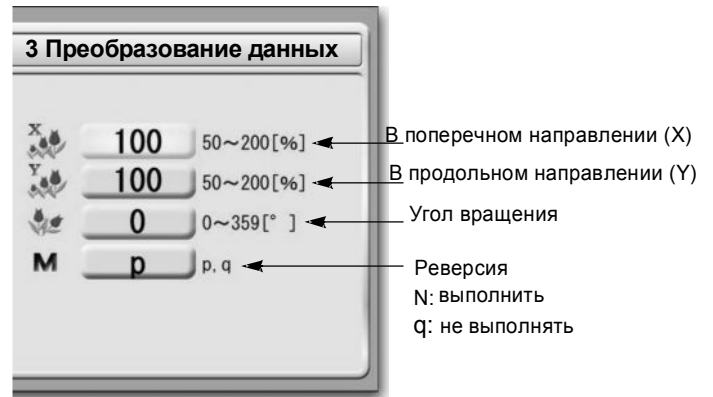 3 Преобразование данных
X 100 50~200[%] В поперечном направлении (X)
Y 100 50~200[%] В продольном направлении (Y)
0 0~359[° ] Угол вращения
M p p, q Реверсия
N: выполнить
q: не выполнять